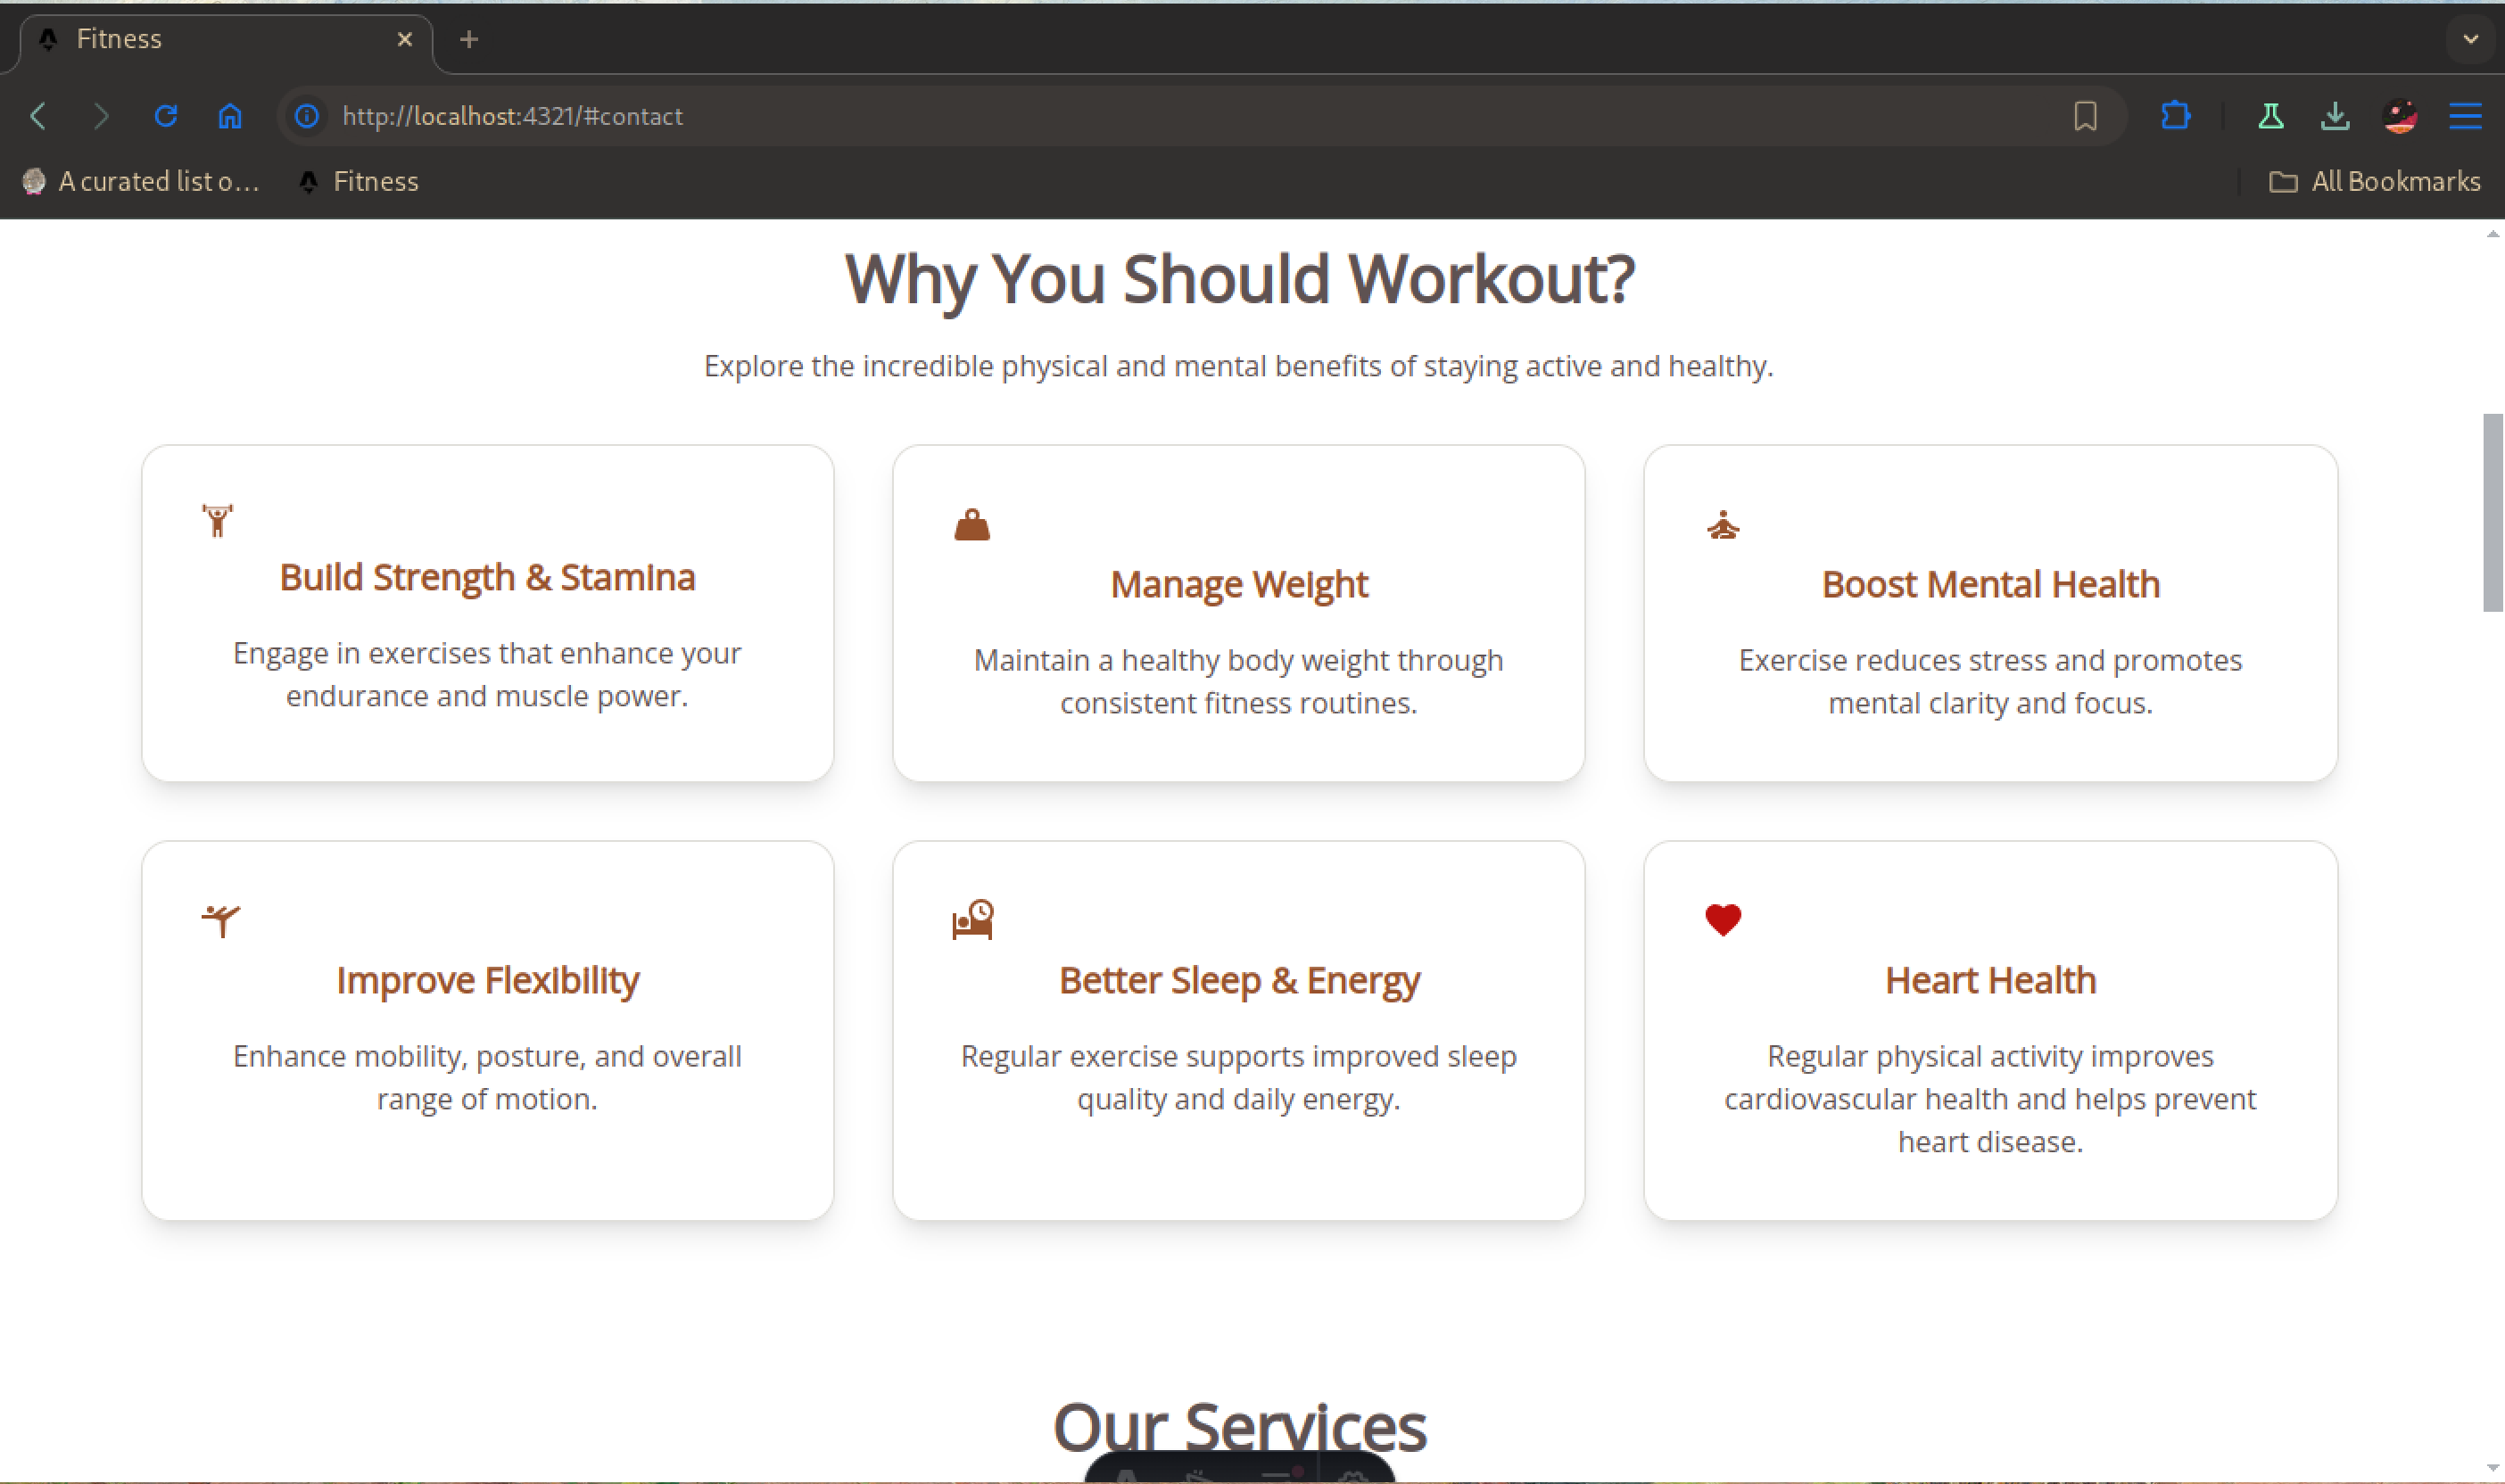 Fitness
http://localhost:4321/#contact
A curated list o...
Fitness
All Bookmarks
Why You Should Workout?
Explore the incredible physical and mental benefits of staying active and healthy.
Build Strength & Stamina
Engage in exercises that enhance your
endurance and muscle power.
Manage Weight
Maintain a healthy body weight through
consistent fitness routines.
Boost Mental Health
Exercise reduces stress and promotes
mental clarity and focus.
Improve Flexibility
Enhance mobility, posture, and overall
range of motion.
Better Sleep & Energy
Regular exercise supports improved sleep
quality and daily energy.
Heart Health
Regular physical activity improves
cardiovascular health and helps prevent
heart disease.
Our Services